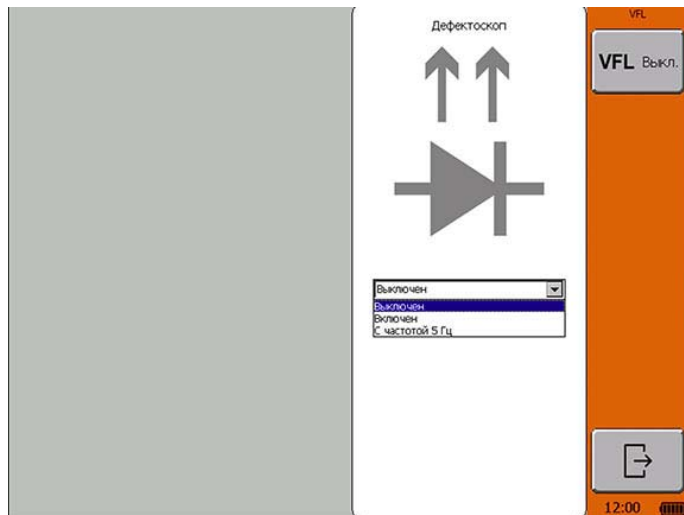 VFL
Дефектоскоп
VFL Выкл.
Выключен
Выключен
Включен
С частотой 5 Гц
12:00